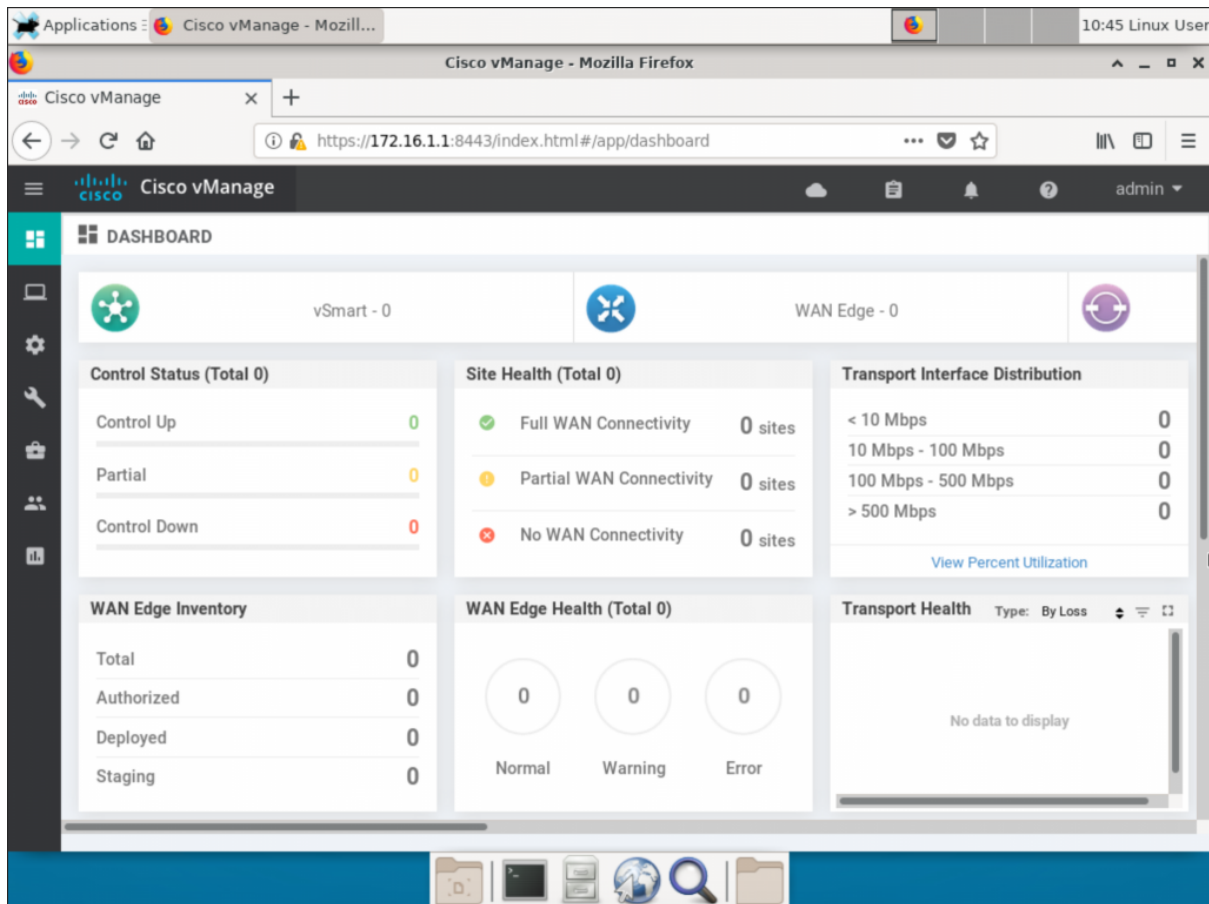 Applications
Cisco vManage - Mozill...
10:45 Linux User
Cisco vManage - Mozilla Firefox
Cisco vManage
https://172.16.1.1:8443/index.html#/app/dashboard
cisco
Cisco vManage
admin
DASHBOARD
vSmart - 0
WAN Edge - 0
Control Status (Total 0)
Control Up 0
Partial 0
Control Down 0
Site Health (Total 0)
Full WAN Connectivity 0 sites
Partial WAN Connectivity 0 sites
No WAN Connectivity 0 sites
Transport Interface Distribution
< 10 Mbps 0
10 Mbps - 100 Mbps 0
100 Mbps - 500 Mbps 0
> 500 Mbps 0
View Percent Utilization
WAN Edge Inventory
Total 0
Authorized 0
Deployed 0
Staging 0
WAN Edge Health (Total 0)
0 0 0
Normal Warning Error
Transport Health Type: By Loss
No data to display